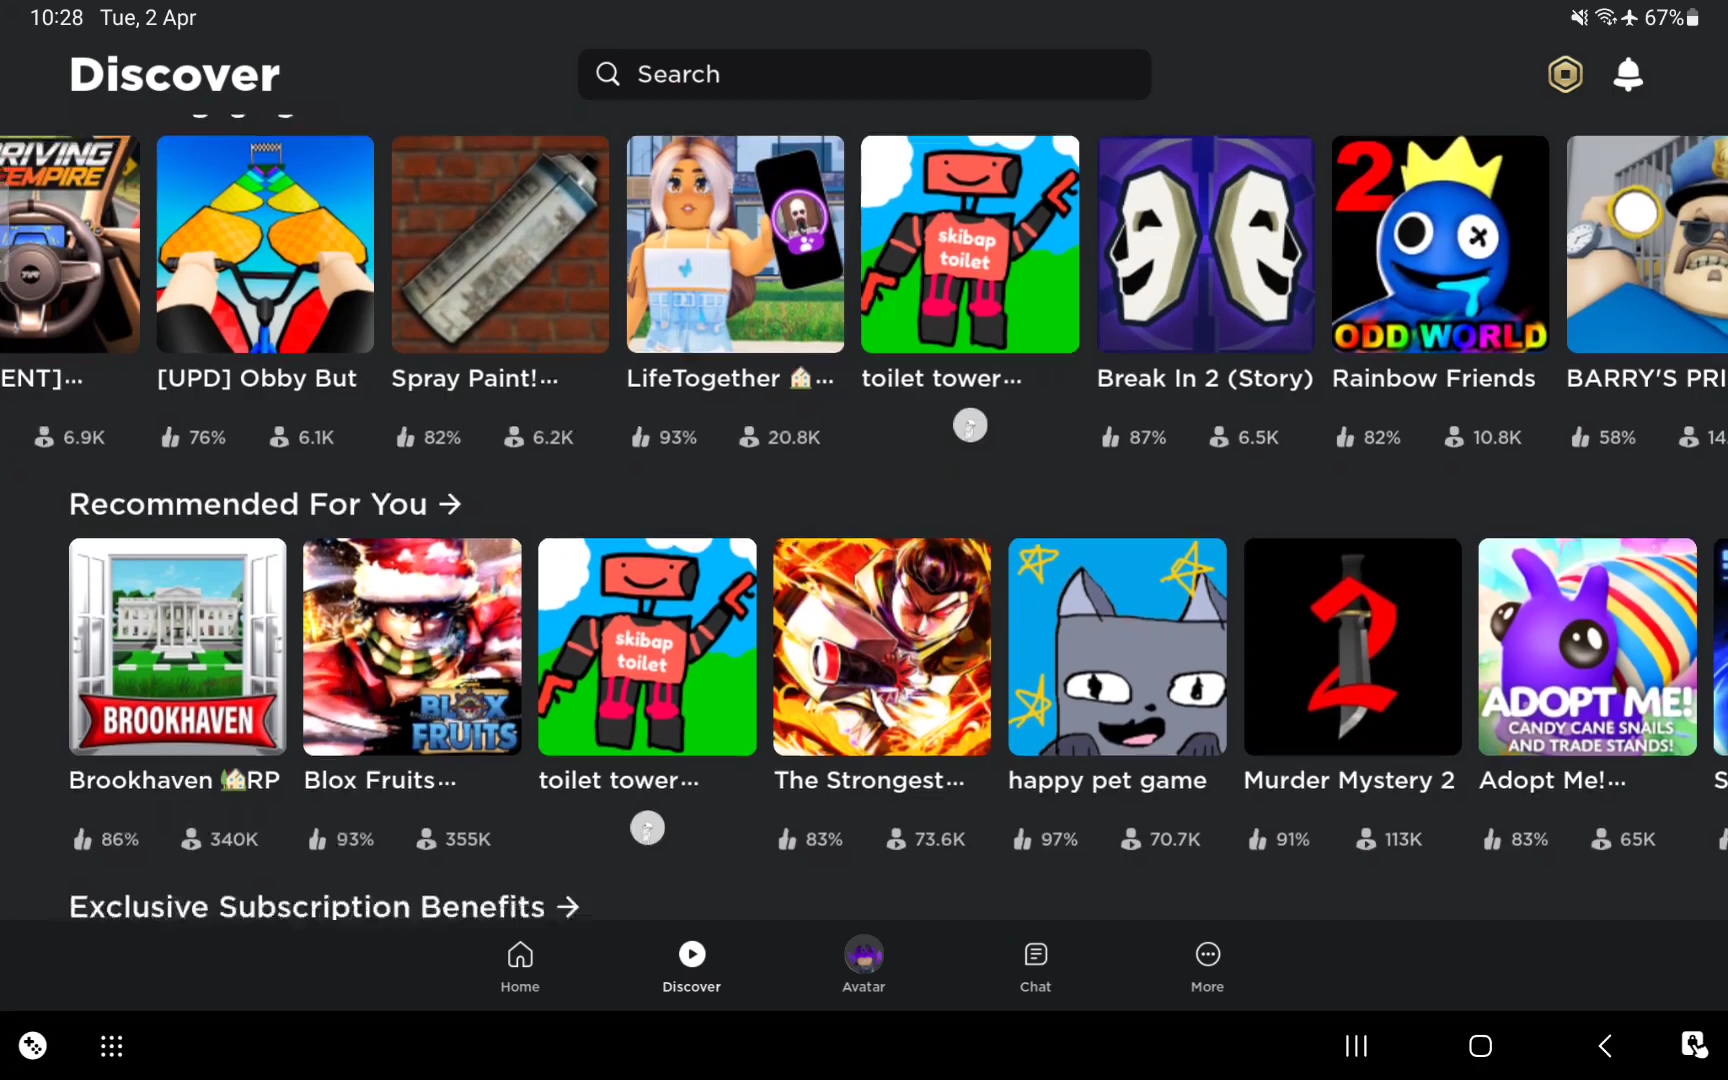 10:28 Tue, 2 Apr
67%
Discover
Search
RIVING
EMPIRE
skibap
toilet
2
ODD WORLD
ENT]...
[UPD] Obby But
Spray Paint!...
LifeTogether 🏠...
toilet tower...
Break In 2 (Story)
Rainbow Friends
BARRY'S PRI
6.9K
76% 6.1K
82% 6.2K
93% 20.8K
87% 6.5K
82% 10.8K
58% 14.
Recommended For You →
BROOKHAVEN
BLOX
FRUITS
skibap
toilet
2
ADOPT ME!
CANDY CANE SNAILS
AND TRADE STANDS!
Brookhaven 🏡RP
Blox Fruits...
toilet tower...
The Strongest...
happy pet game
Murder Mystery 2
Adopt Me!...
S
86% 340K
93% 355K
83% 73.6K
97% 70.7K
91% 113K
83% 65K
Exclusive Subscription Benefits →
Home
Discover
Avatar
Chat
More